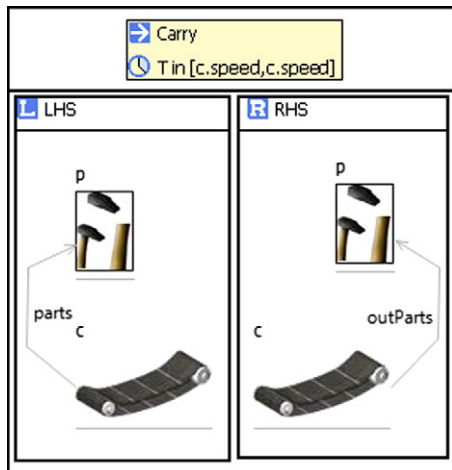 Carry
T in [c.speed,c.speed]
L LHS
p
parts
c
R RHS
p
outParts
c